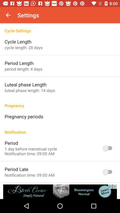 Settings
Cycle Settings
Cycle Length
cycle length: 28 days
Period Length
period length: 4 days
Luteal phase Length
luteal phase length: 14 days
Pregnancy
Pregnancy periods
Notification
Period
1 day before menstrual cycle
Notification time: 09:00 AM
Period Late
Notification time: 09:00 AM